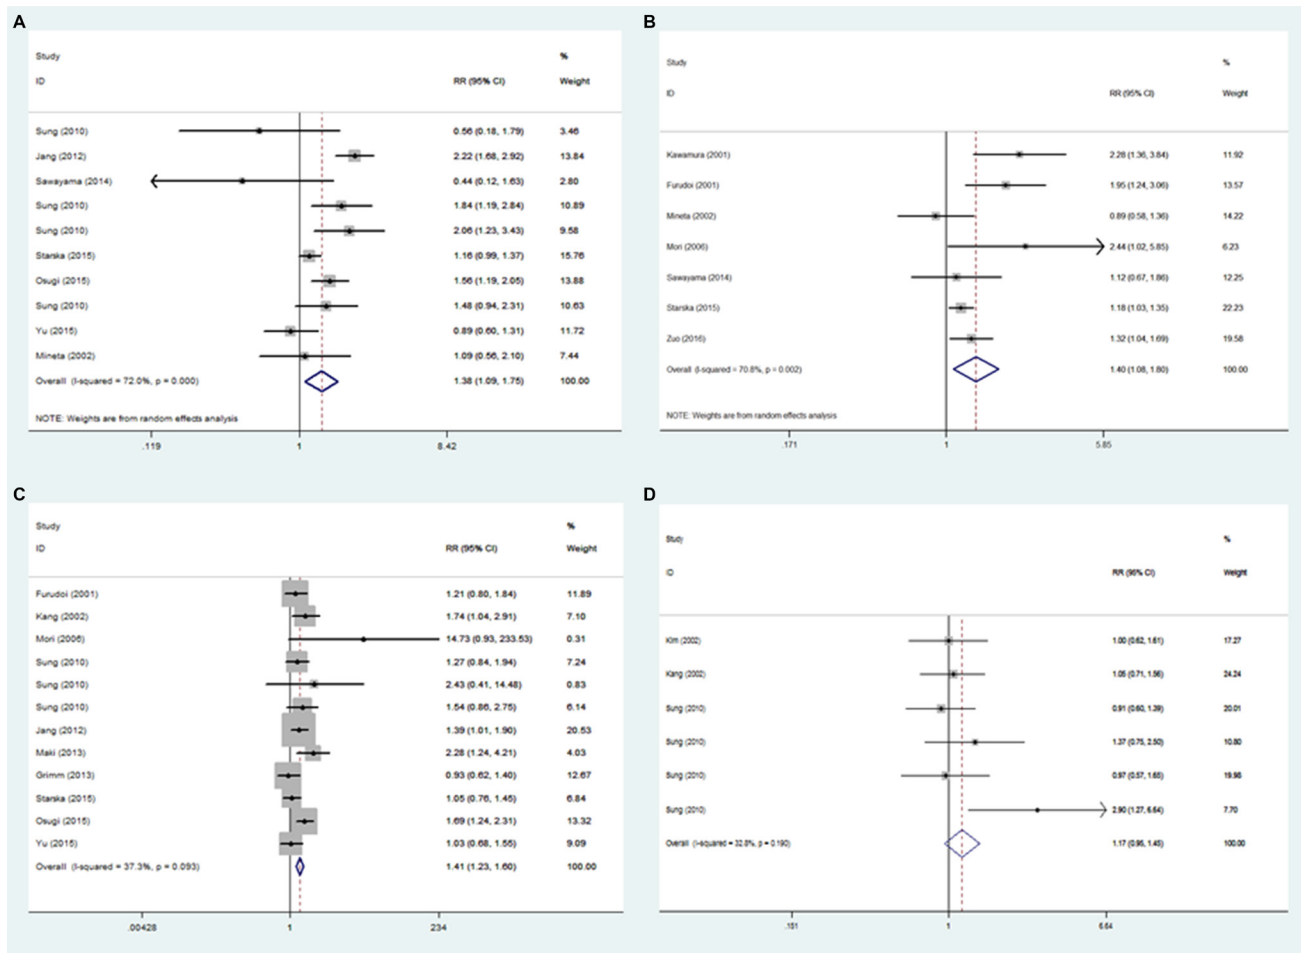 A
Study %
ID RR (95% CI) Weight
Sung (2010) 0.56 (0.18, 1.79) 3.46
Jang (2012) 2.22 (1.68, 2.92) 13.84
Sawayama (2014) 0.44 (0.12, 1.63) 2.80
Sung (2010) 1.84 (1.19, 2.84) 10.89
Sung (2010) 2.06 (1.23, 3.43) 9.58
Starska (2015) 1.16 (0.99, 1.37) 15.76
Osugi (2015) 1.56 (1.19, 2.05) 13.88
Sung (2010) 1.48 (0.94, 2.31) 10.63
Yu (2015) 0.89 (0.60, 1.31) 11.72
Mineta (2002) 1.09 (0.56, 2.10) 7.44
Overall (I-squared = 72.0%, p = 0.000) 1.38 (1.09, 1.75) 100.00
NOTE: Weights are from random effects analysis
.119 1 8.42
B
Study %
ID RR (95% CI) Weight
Kawamura (2001) 2.28 (1.36, 3.84) 11.92
Furudoi (2001) 1.95 (1.24, 3.06) 13.57
Mineta (2002) 0.89 (0.58, 1.36) 14.22
Mori (2006) 2.44 (1.02, 5.85) 6.23
Sawayama (2014) 1.12 (0.67, 1.86) 12.25
Starska (2015) 1.18 (1.03, 1.35) 22.23
Zuo (2016) 1.32 (1.04, 1.69) 19.58
Overall (I-squared = 70.8%, p = 0.002) 1.40 (1.08, 1.80) 100.00
NOTE: Weights are from random effects analysis
.171 1 5.85
C
Study %
ID RR (95% CI) Weight
Furudoi (2001) 1.21 (0.80, 1.84) 11.89
Kang (2002) 1.74 (1.04, 2.91) 7.10
Mori (2006) 14.73 (0.93, 233.53) 0.31
Sung (2010) 1.27 (0.84, 1.94) 7.24
Sung (2010) 2.43 (0.41, 14.48) 0.83
Sung (2010) 1.54 (0.86, 2.75) 6.14
Jang (2012) 1.39 (1.01, 1.90) 20.53
Maki (2013) 2.28 (1.24, 4.21) 4.03
Grimm (2013) 0.93 (0.62, 1.40) 12.67
Starska (2015) 1.05 (0.76, 1.45) 6.84
Osugi (2015) 1.69 (1.24, 2.31) 13.32
Yu (2015) 1.03 (0.68, 1.55) 9.09
Overall (I-squared = 37.3%, p = 0.093) 1.41 (1.23, 1.60) 100.00
.00428 1 234
D
Study %
ID RR (95% CI) Weight
Kim (2002) 1.00 (0.62, 1.61) 17.27
Kang (2002) 1.05 (0.71, 1.56) 24.24
Sung (2010) 0.91 (0.60, 1.39) 20.01
Sung (2010) 1.37 (0.75, 2.50) 10.80
Sung (2010) 0.97 (0.57, 1.65) 19.98
Sung (2010) 2.90 (1.27, 6.64) 7.70
Overall (I-squared = 32.8%, p = 0.190) 1.17 (0.95, 1.45) 100.00
.151 1 6.64